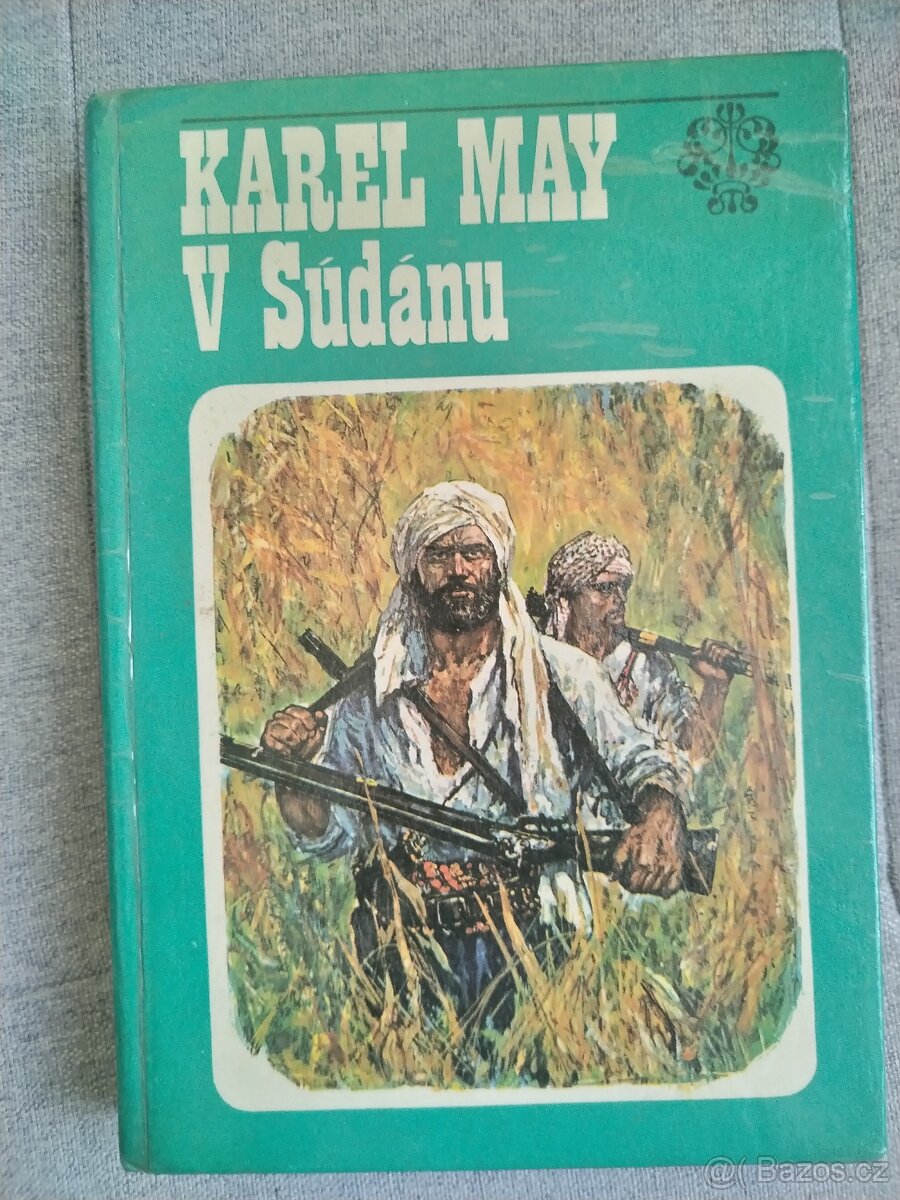 KAREL MAY
V Súdánu
@( Bazos.cz